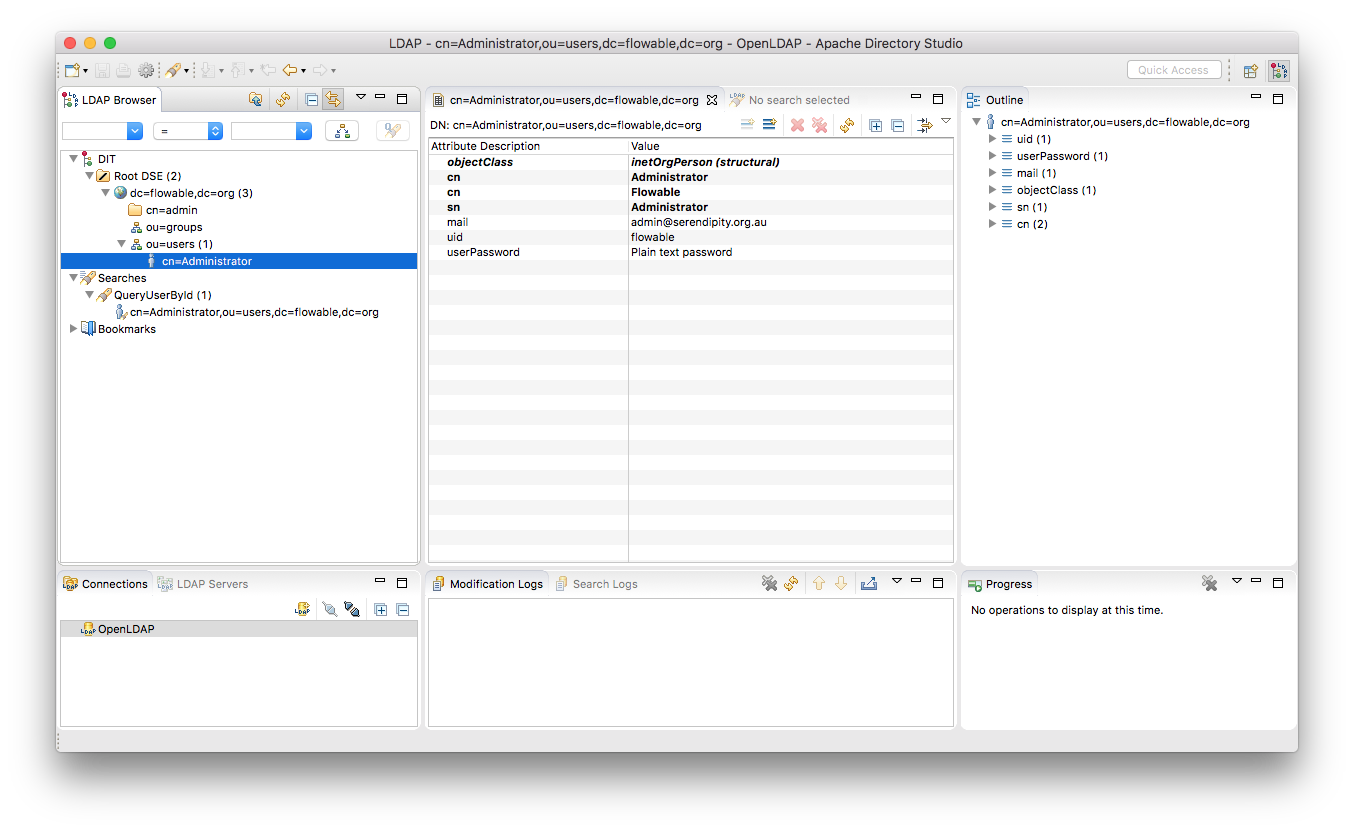 LDAP - cn=Administrator,ou=users,dc=flowable,dc=org - OpenLDAP - Apache Directory Studio
Quick Access
LDAP Browser
=
DIT
Root DSE (2)
dc=flowable,dc=org (3)
cn=admin
ou=groups
ou=users (1)
cn=Administrator
Searches
QueryUserById (1)
cn=Administrator,ou=users,dc=flowable,dc=org
Bookmarks
cn=Administrator,ou=users,dc=flowable,dc=org
No search selected
DN: cn=Administrator,ou=users,dc=flowable,dc=org
Attribute Description Value
objectClass inetOrgPerson (structural)
cn Administrator
cn Flowable
sn Administrator
mail admin@serendipity.org.au
uid flowable
userPassword Plain text password
Outline
cn=Administrator,ou=users,dc=flowable,dc=org
uid (1)
userPassword (1)
mail (1)
objectClass (1)
sn (1)
cn (2)
Connections
LDAP Servers
OpenLDAP
Modification Logs
Search Logs
Progress
No operations to display at this time.